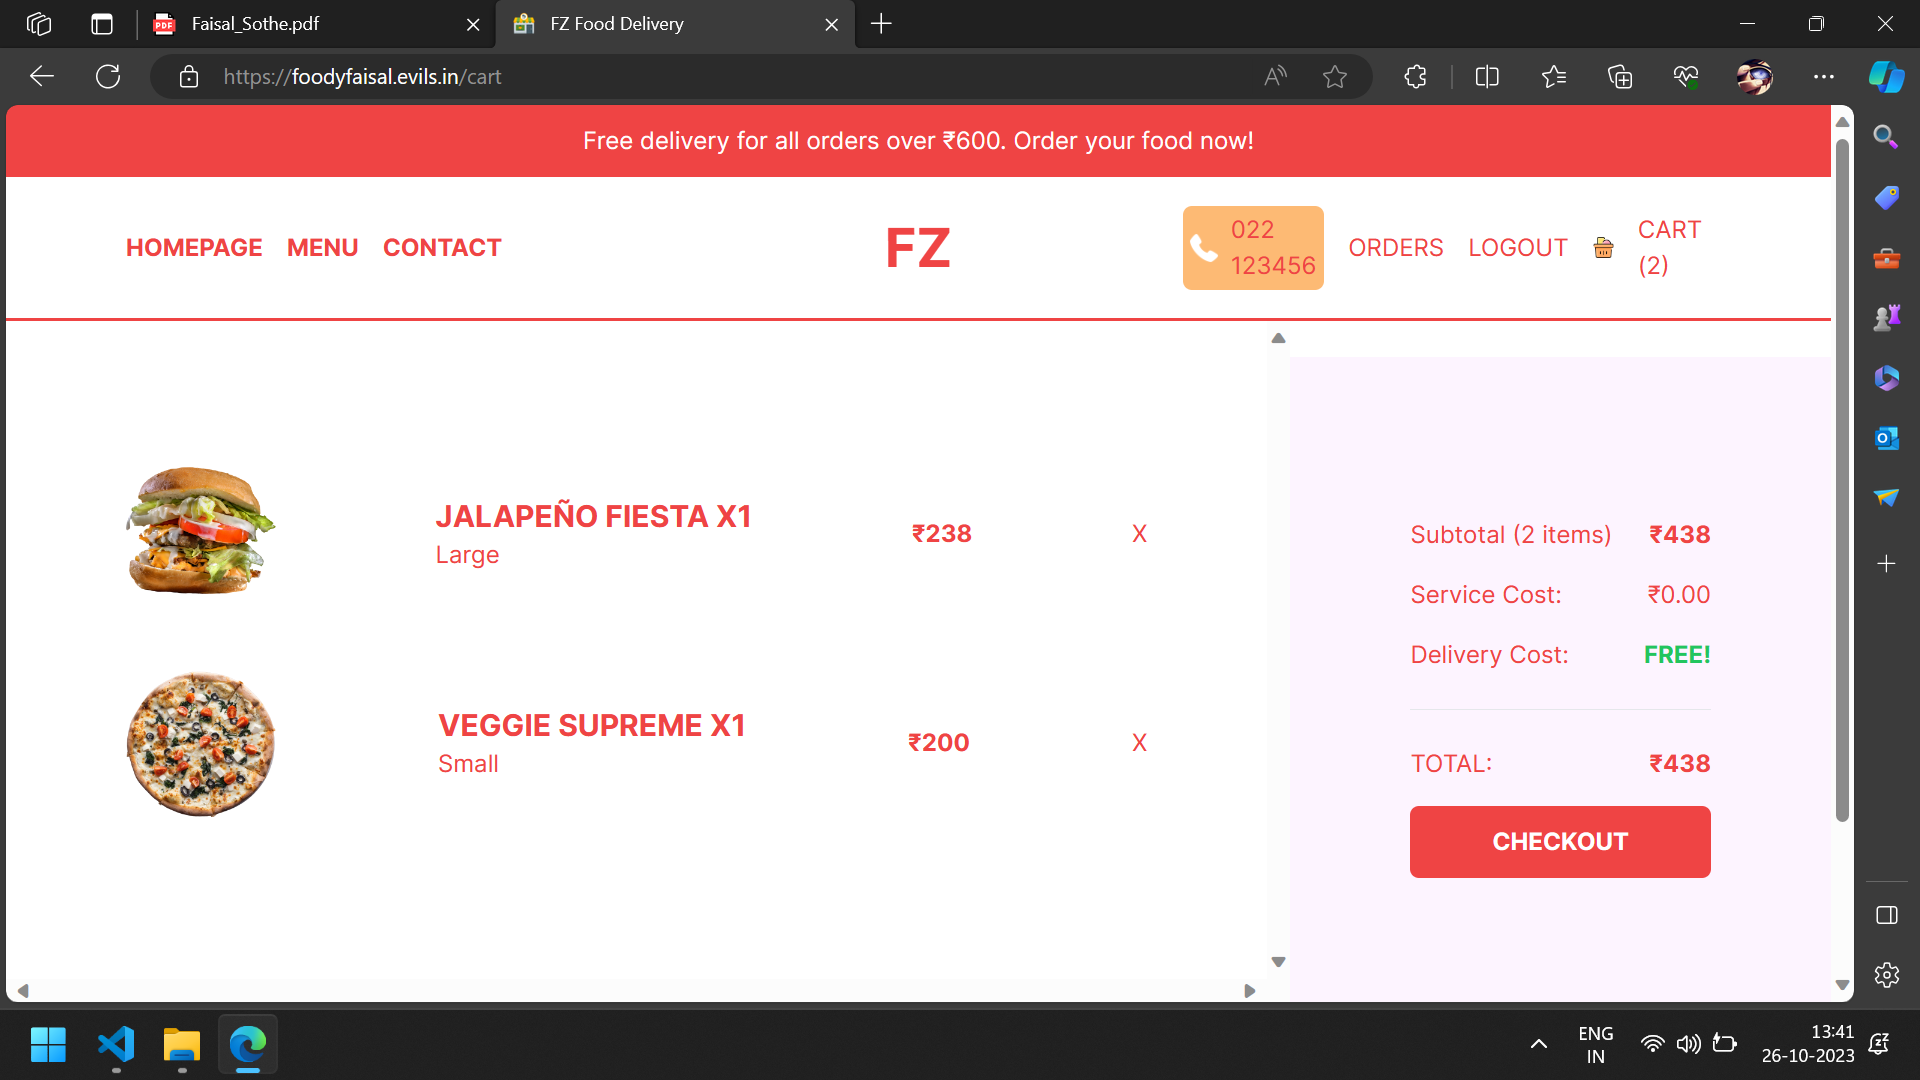 Faisal_Sothe.pdf
FZ Food Delivery
https://foodyfaisal.evils.in/cart
Free delivery for all orders over ₹600. Order your food now!
HOMEPAGE MENU CONTACT
FZ
022
123456
ORDERS LOGOUT
CART
(2)
JALAPEÑO FIESTA X1
Large
₹238
X
VEGGIE SUPREME X1
Small
₹200
X
Subtotal (2 items) ₹438
Service Cost: ₹0.00
Delivery Cost: FREE!
TOTAL: ₹438
CHECKOUT
ENG
IN
13:41
26-10-2023